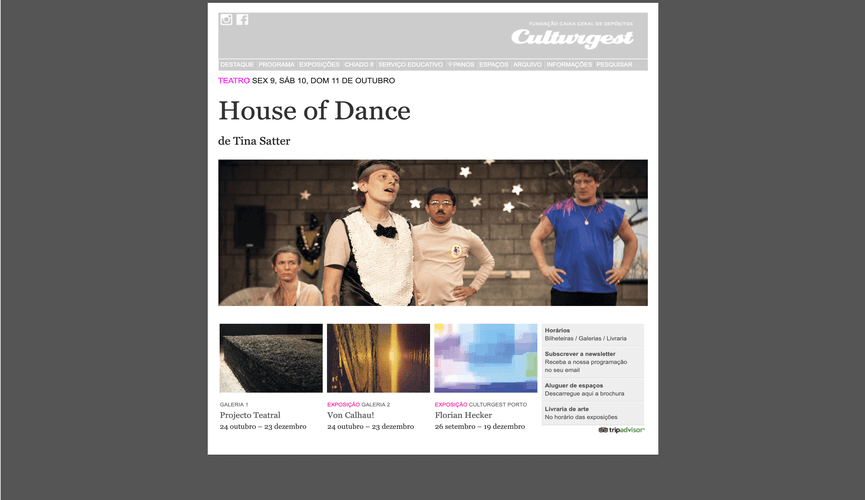 FUNDAÇÃO CAIXA GERAL DE DEPÓSITOS
Culturgest
DESTAQUE PROGRAMA EXPOSIÇÕES CHIADO 8 SERVIÇO EDUCATIVO PANOS ESPAÇOS ARQUIVO INFORMAÇÕES PESQUISAR
TEATRO SEX 9, SÁB 10, DOM 11 DE OUTUBRO
House of Dance
de Tina Satter
GALERIA 1
Projecto Teatral
24 outubro – 23 dezembro
EXPOSIÇÃO GALERIA 2
Von Calhau!
24 outubro – 23 dezembro
EXPOSIÇÃO CULTURGEST PORTO
Florian Hecker
26 setembro – 19 dezembro
Horários
Bilheteiras / Galerias / Livraria
Subscrever a newsletter
Receba a nossa programação
no seu email
Aluguer de espaços
Descarregue aqui a brochura
Livraria de arte
No horário das exposições
tripadvisor